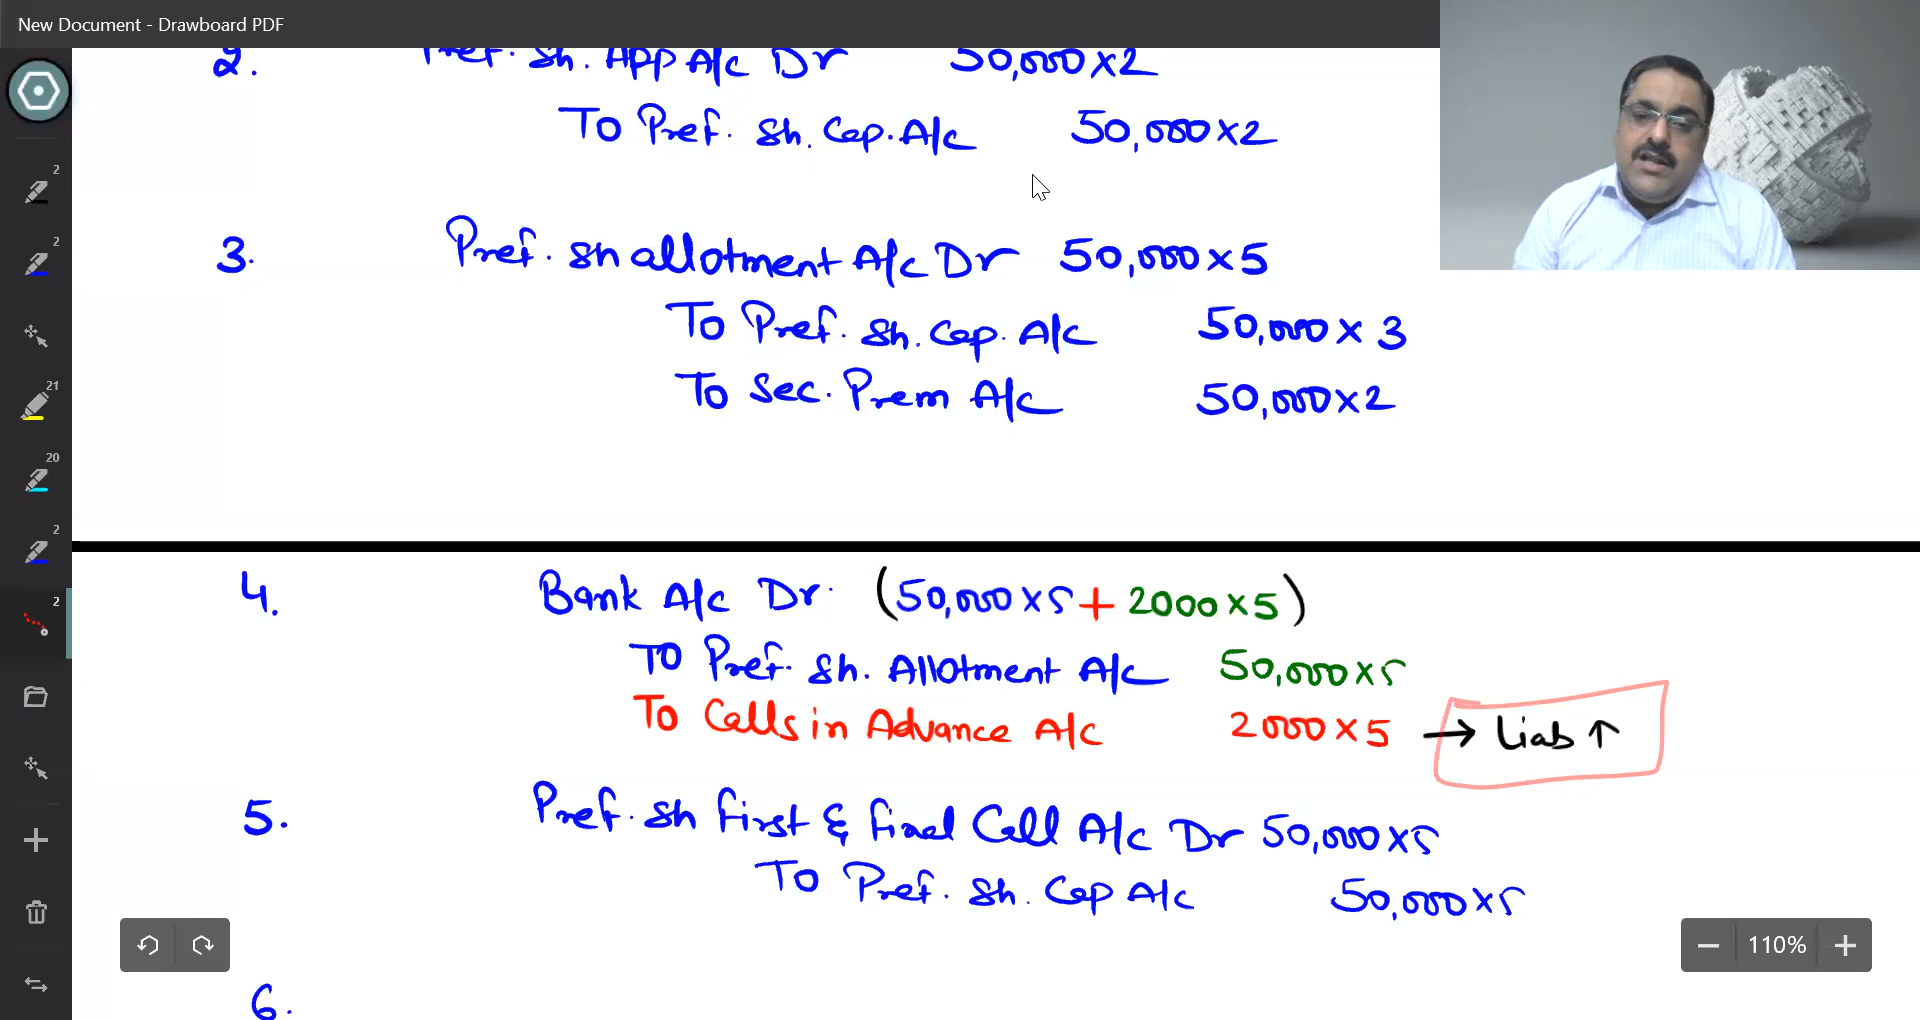 New Document - Drawboard PDF
2. Pref. Sh. App A/c Dr 50,000x2
To Pref. Sh. Cap. A/c 50,000x2
3. Pref. Sh allotment A/c Dr 50,000x5
To Pref. Sh. Cap. A/c 50,000x3
To Sec. Prem A/c 50,000x2
4. Bank A/c Dr. (50,000x5+2000x5)
To Pref. Sh. Allotment A/c 50,000x5
To Calls in Advance A/c 2000x5 → Liab ↑
5. Pref. Sh First & Final Call A/c Dr 50,000x5
To Pref. Sh. Cap A/c 50,000x5
6.
2
2
21
20
2
2
110%